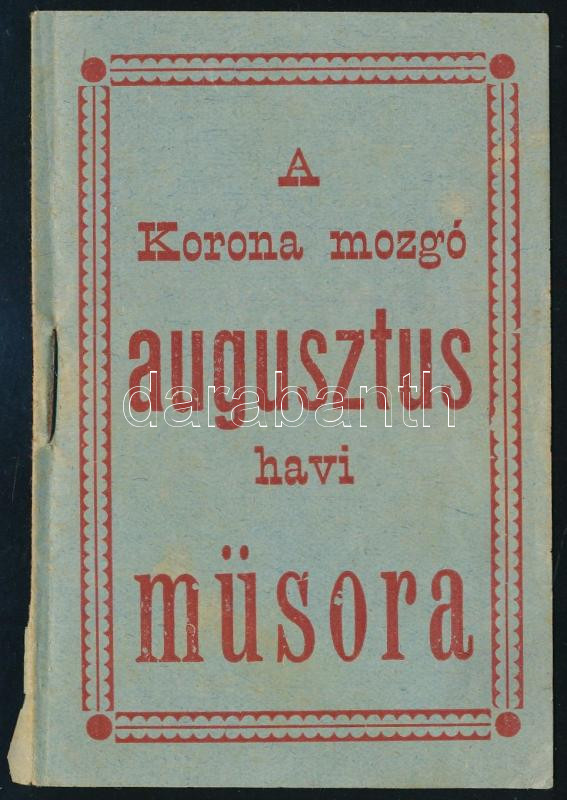 A
Korona mozgó
augusztus
darabanth
havi
müsora